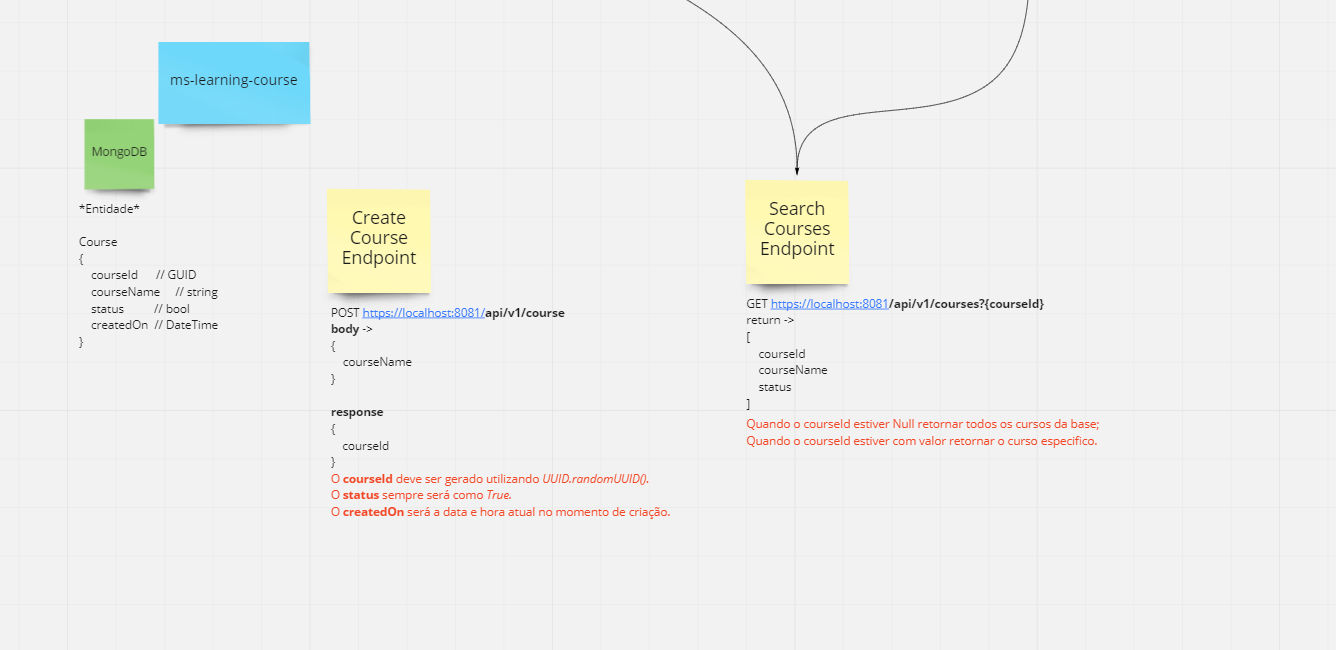 ms-learning-course
MongoDB
*Entidade*
Course
{
courseId // GUID
courseName // string
status // bool
createdOn // DateTime
}
Create
Course
Endpoint
POST https://localhost:8081/api/v1/course
body ->
{
courseName
}
response
{
courseId
}
O courseId deve ser gerado utilizando UUID.randomUUID().
O status sempre será como True.
O createdOn será a data e hora atual no momento de criação.
Search
Courses
Endpoint
GET https://localhost:8081/api/v1/courses?{courseId}
return ->
[
courseId
courseName
status
]
Quando o courseId estiver Null retornar todos os cursos da base;
Quando o courseId estiver com valor retornar o curso especifico.